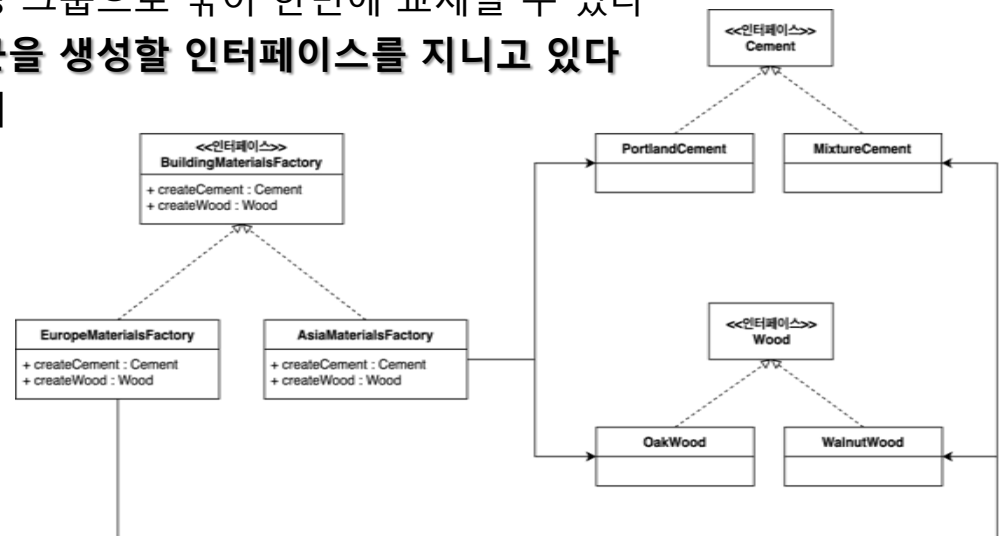 그룹으로 묶어 한번에 교체할 수 있다
을 생성할 인터페이스를 지니고 있다
<<인터페이스>>
Cement
PortlandCement
MixtureCement
<<인터페이스>>
BuildingMaterialsFactory
+ createCement : Cement
+ createWood : Wood
EuropeMaterialsFactory
+ createCement : Cement
+ createWood : Wood
AsiaMaterialsFactory
+ createCement : Cement
+ createWood : Wood
<<인터페이스>>
Wood
OakWood
WalnutWood